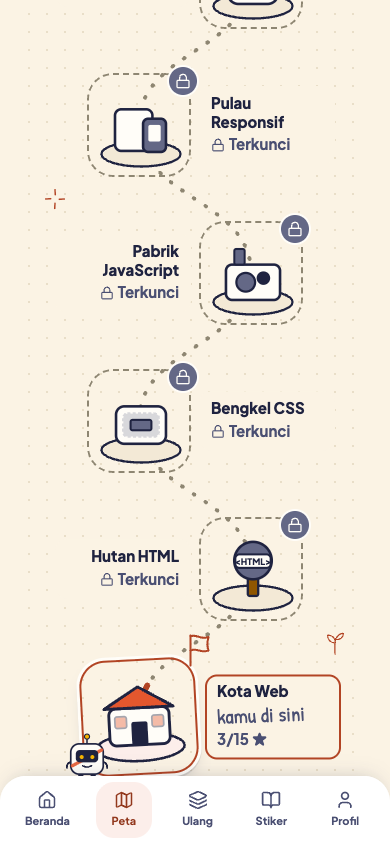 Pulau
Responsif
Terkunci
Pabrik
JavaScript
Terkunci
Bengkel CSS
Terkunci
Hutan HTML
Terkunci
<HTML>
Kota Web
kamu di sini
3/15
Beranda
Peta
Ulang
Stiker
Profil